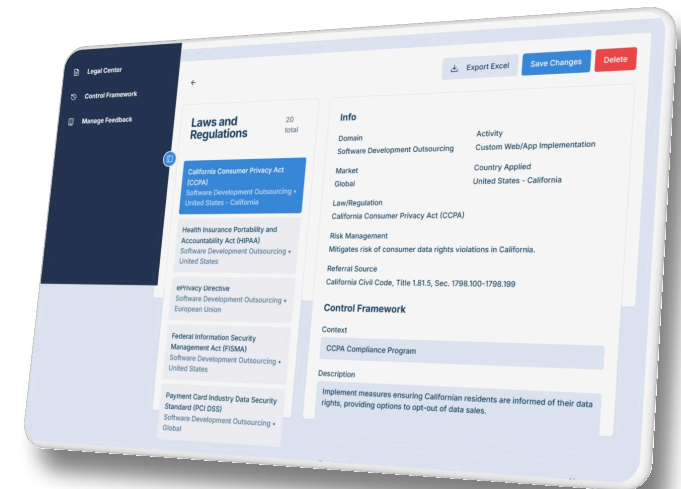 Legal Center
Control Framework
Manage Feedback
←
Export Excel
Save Changes
Delete
Laws and
Regulations
20
total
California Consumer Privacy Act
(CCPA)
Software Development Outsourcing •
United States - California
Health Insurance Portability and
Accountability Act (HIPAA)
Software Development Outsourcing •
United States
ePrivacy Directive
Software Development Outsourcing •
European Union
Federal Information Security
Management Act (FISMA)
Software Development Outsourcing •
United States
Payment Card Industry Data Security
Standard (PCI DSS)
Software Development Outsourcing •
Global
Info
Domain
Software Development Outsourcing
Activity
Custom Web/App Implementation
Market
Global
Country Applied
United States - California
Law/Regulation
California Consumer Privacy Act (CCPA)
Risk Management
Mitigates risk of consumer data rights violations in California.
Referral Source
California Civil Code, Title 1.81.5, Sec. 1798.100-1798.199
Control Framework
Context
CCPA Compliance Program
Description
Implement measures ensuring Californian residents are informed of their data
rights, providing options to opt-out of data sales.